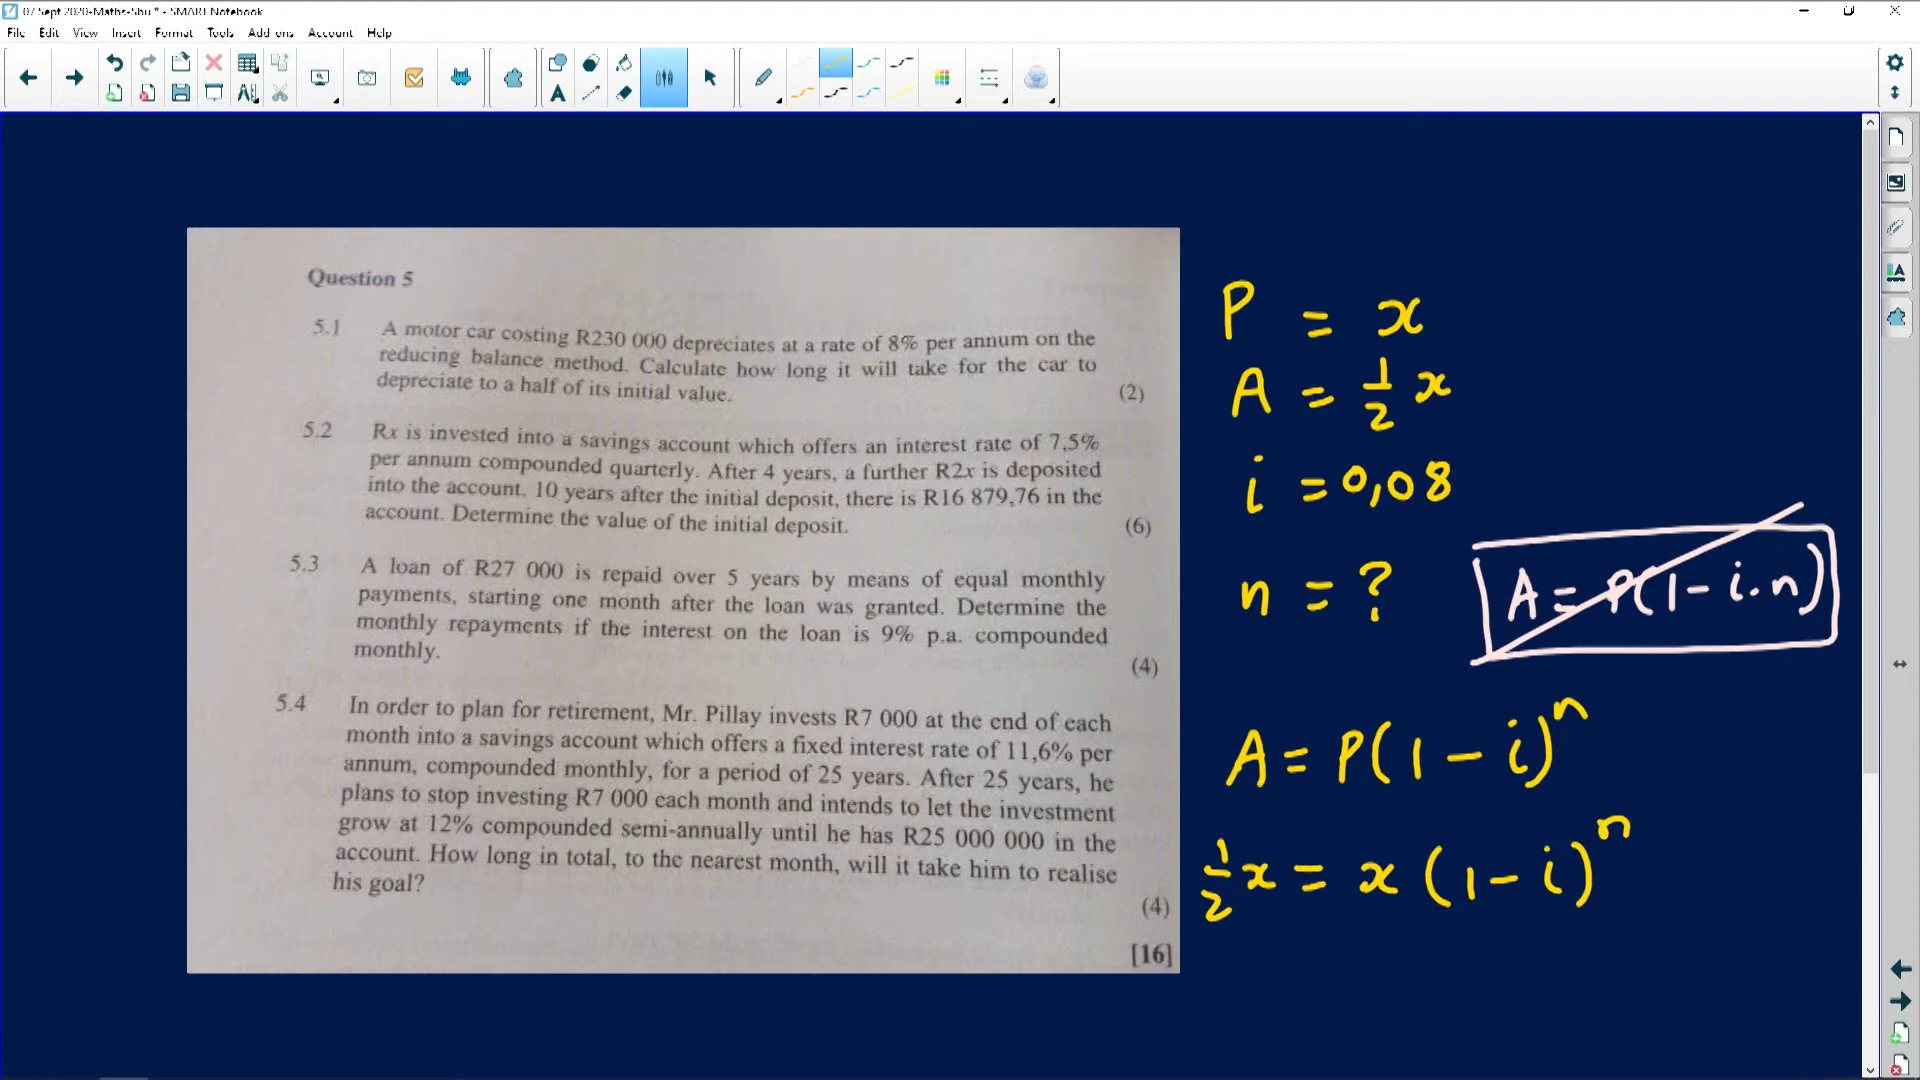 07 Sept 2020-Maths-Sbu * - SMART Notebook
File Edit View Insert Format Tools Add-ons Account Help
Question 5
5.1 A motor car costing R230 000 depreciates at a rate of 8% per annum on the
reducing balance method. Calculate how long it will take for the car to
depreciate to a half of its initial value. (2)
5.2 Rx is invested into a savings account which offers an interest rate of 7,5%
per annum compounded quarterly. After 4 years, a further R2x is deposited
into the account. 10 years after the initial deposit, there is R16 879,76 in the
account. Determine the value of the initial deposit. (6)
5.3 A loan of R27 000 is repaid over 5 years by means of equal monthly
payments, starting one month after the loan was granted. Determine the
monthly repayments if the interest on the loan is 9% p.a. compounded
monthly. (4)
5.4 In order to plan for retirement, Mr. Pillay invests R7 000 at the end of each
month into a savings account which offers a fixed interest rate of 11,6% per
annum, compounded monthly, for a period of 25 years. After 25 years, he
plans to stop investing R7 000 each month and intends to let the investment
grow at 12% compounded semi-annually until he has R25 000 000 in the
account. How long in total, to the nearest month, will it take him to realise
his goal? (4)
[16]
P = x
A = 1/2 x
i = 0,08
n = ?
A = P(1 - i.n)
A = P(1 - i)^n
1/2 x = x (1 - i)^n